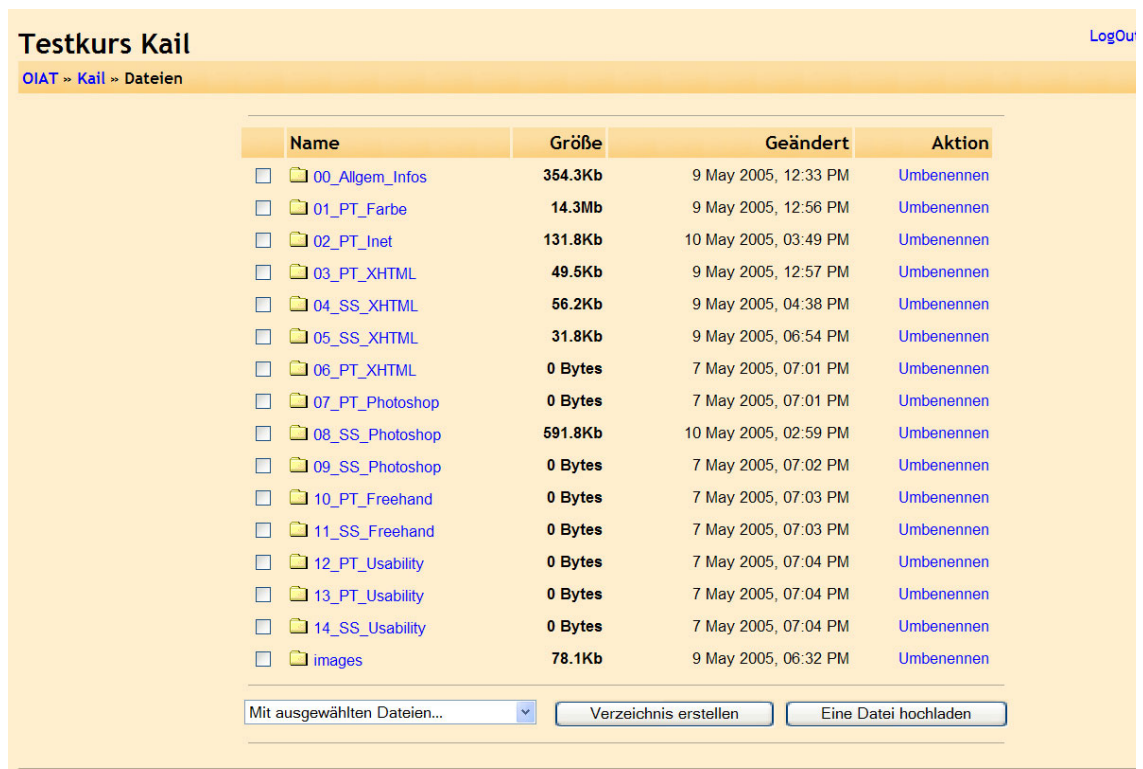 Testkurs Kail
LogOut
OIAT » Kail » Dateien
Name Größe Geändert Aktion
00_Allgem_Infos 354.3Kb 9 May 2005, 12:33 PM Umbenennen
01_PT_Farbe 14.3Mb 9 May 2005, 12:56 PM Umbenennen
02_PT_Inet 131.8Kb 10 May 2005, 03:49 PM Umbenennen
03_PT_XHTML 49.5Kb 9 May 2005, 12:57 PM Umbenennen
04_SS_XHTML 56.2Kb 9 May 2005, 04:38 PM Umbenennen
05_SS_XHTML 31.8Kb 9 May 2005, 06:54 PM Umbenennen
06_PT_XHTML 0 Bytes 7 May 2005, 07:01 PM Umbenennen
07_PT_Photoshop 0 Bytes 7 May 2005, 07:01 PM Umbenennen
08_SS_Photoshop 591.8Kb 10 May 2005, 02:59 PM Umbenennen
09_SS_Photoshop 0 Bytes 7 May 2005, 07:02 PM Umbenennen
10_PT_Freehand 0 Bytes 7 May 2005, 07:03 PM Umbenennen
11_SS_Freehand 0 Bytes 7 May 2005, 07:03 PM Umbenennen
12_PT_Usability 0 Bytes 7 May 2005, 07:04 PM Umbenennen
13_PT_Usability 0 Bytes 7 May 2005, 07:04 PM Umbenennen
14_SS_Usability 0 Bytes 7 May 2005, 07:04 PM Umbenennen
images 78.1Kb 9 May 2005, 06:32 PM Umbenennen
Mit ausgewählten Dateien... Verzeichnis erstellen Eine Datei hochladen